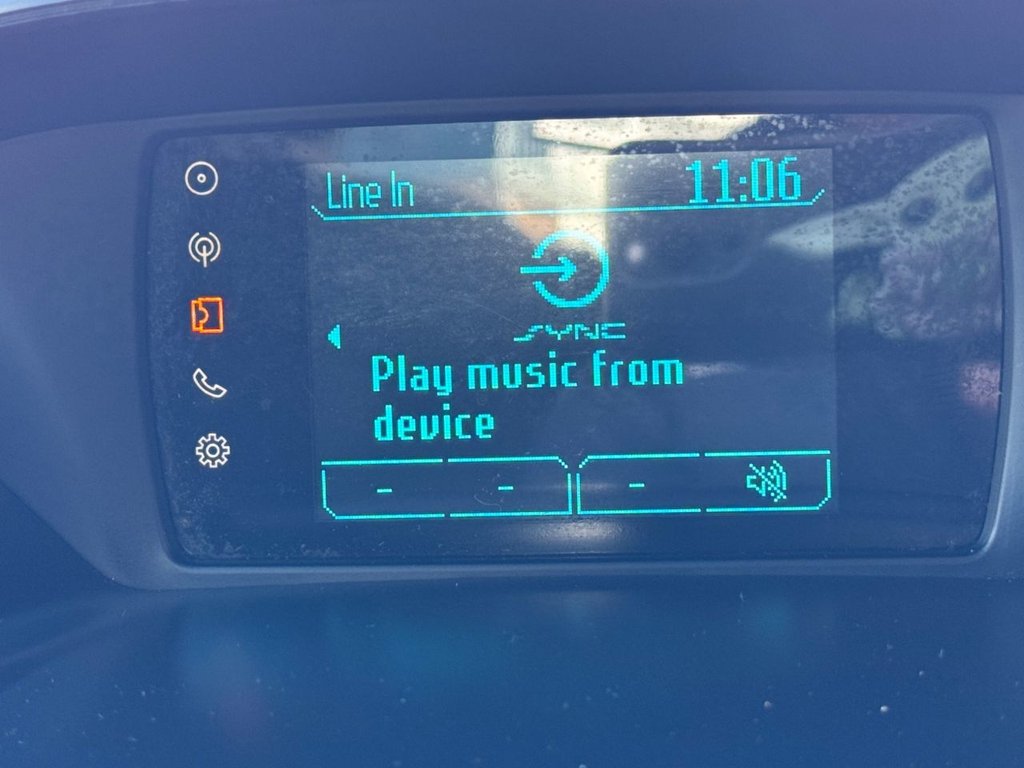 Line In
11:06
SYNC
Play music from
device
- - -